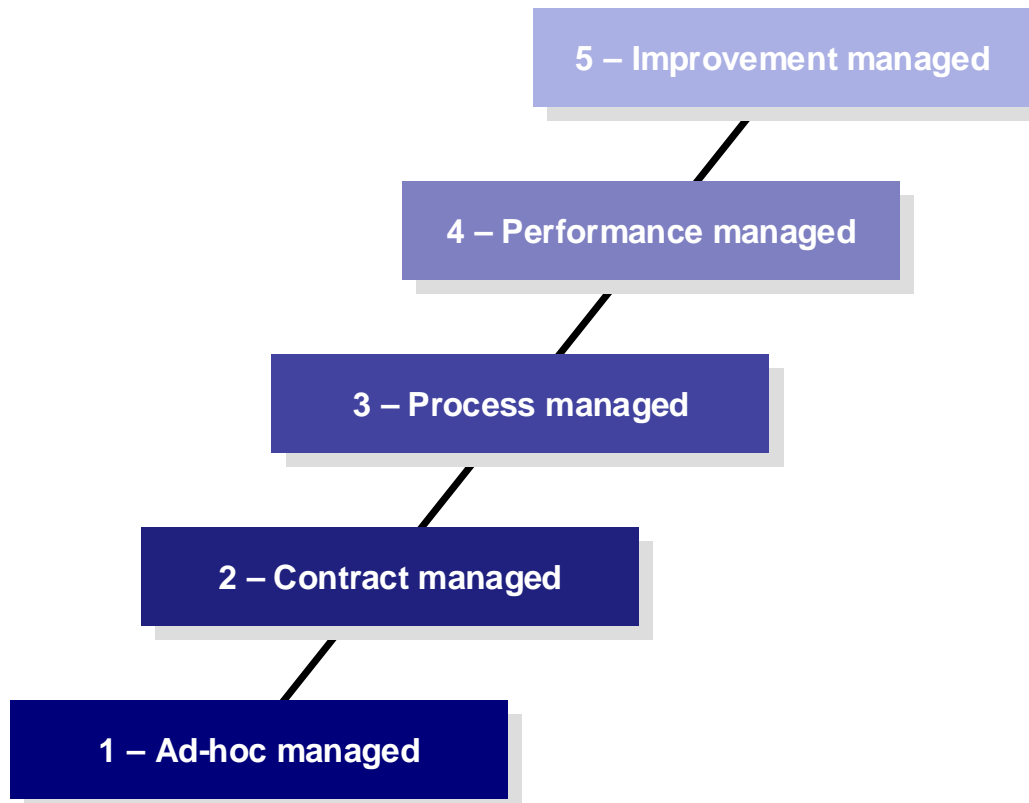 5 – Improvement managed
4 – Performance managed
3 – Process managed
2 – Contract managed
1 – Ad-hoc managed